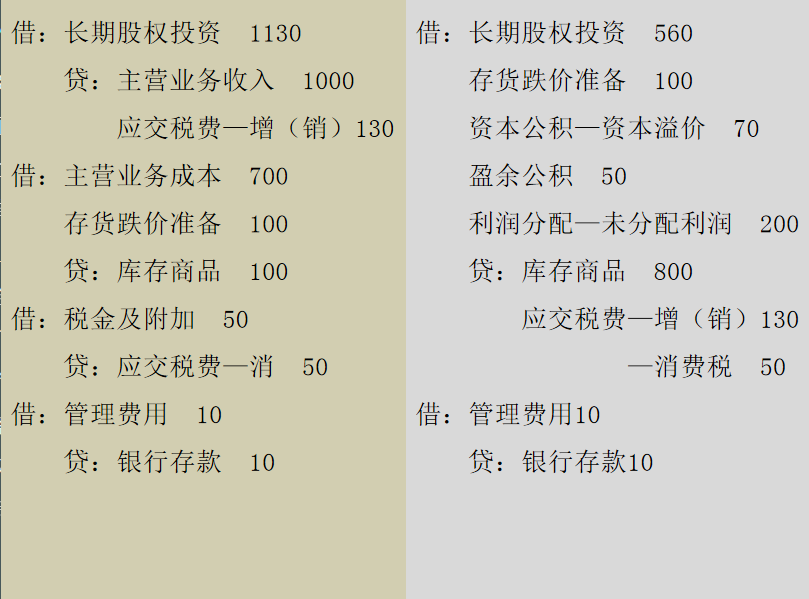 借：长期股权投资 1130
贷：主营业务收入 1000
应交税费—增（销）130
借：主营业务成本 700
存货跌价准备 100
贷：库存商品 100
借：税金及附加 50
贷：应交税费—消 50
借：管理费用 10
贷：银行存款 10
借：长期股权投资 560
存货跌价准备 100
资本公积—资本溢价 70
盈余公积 50
利润分配—未分配利润 200
贷：库存商品 800
应交税费—增（销）130
—消费税 50
借：管理费用10
贷：银行存款10